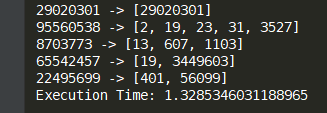 29020301 -> [29020301]
95560538 -> [2, 19, 23, 31, 3527]
8703773 -> [13, 607, 1103]
65542457 -> [19, 3449603]
22495699 -> [401, 56099]
Execution Time: 1.3285346031188965